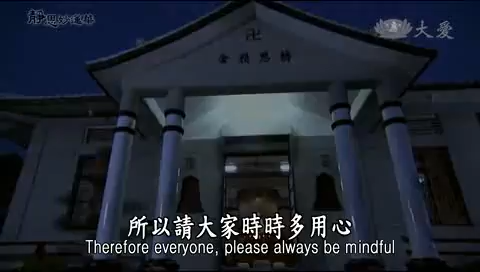 靜思妙蓮華
大愛
卍
舍精思靜
所以請大家時時多用心
Therefore everyone, please always be mindful